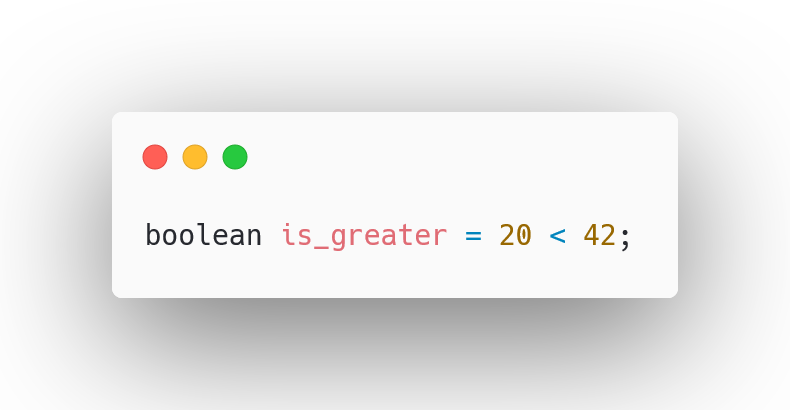 boolean is_greater = 20 < 42;